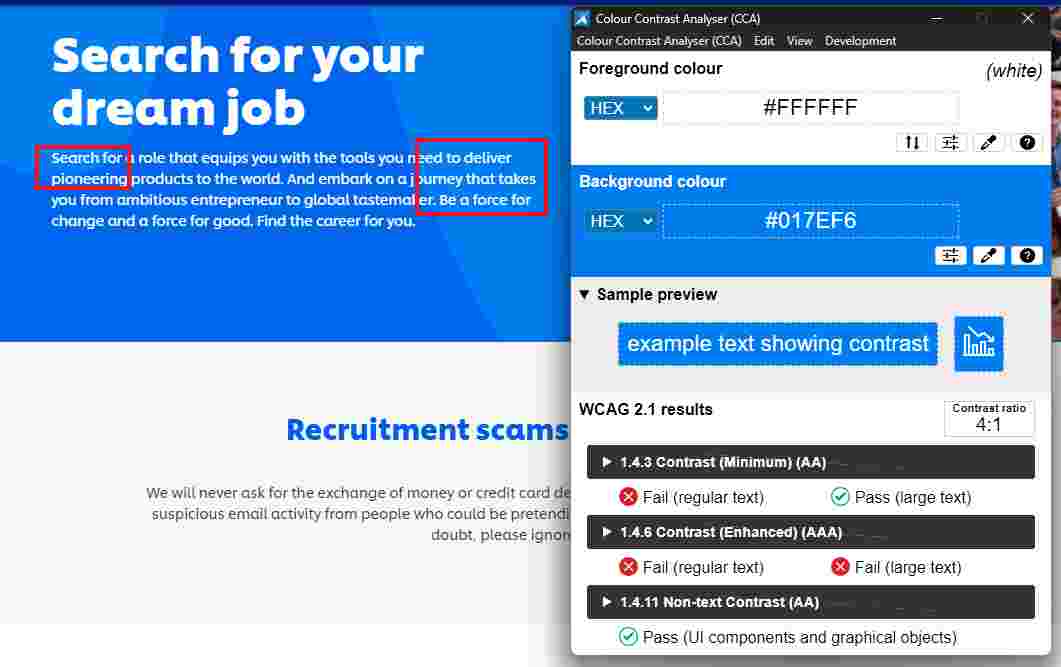 Search for your
dream job
Search for a role that equips you with the tools you need to deliver
pioneering products to the world. And embark on a journey that takes
you from ambitious entrepreneur to global tastemaker. Be a force for
change and a force for good. Find the career for you.
Recruitment scams
We will never ask for the exchange of money or credit card de
suspicious email activity from people who could be pretendi
doubt, please ignor
Colour Contrast Analyser (CCA)
Colour Contrast Analyser (CCA) Edit View Development
Foreground colour
(white)
HEX #FFFFFF
Background colour
HEX #017EF6
Sample preview
example text showing contrast
WCAG 2.1 results
Contrast ratio
4:1
1.4.3 Contrast (Minimum) (AA)
Fail (regular text) Pass (large text)
1.4.6 Contrast (Enhanced) (AAA)
Fail (regular text) Fail (large text)
1.4.11 Non-text Contrast (AA)
Pass (UI components and graphical objects)